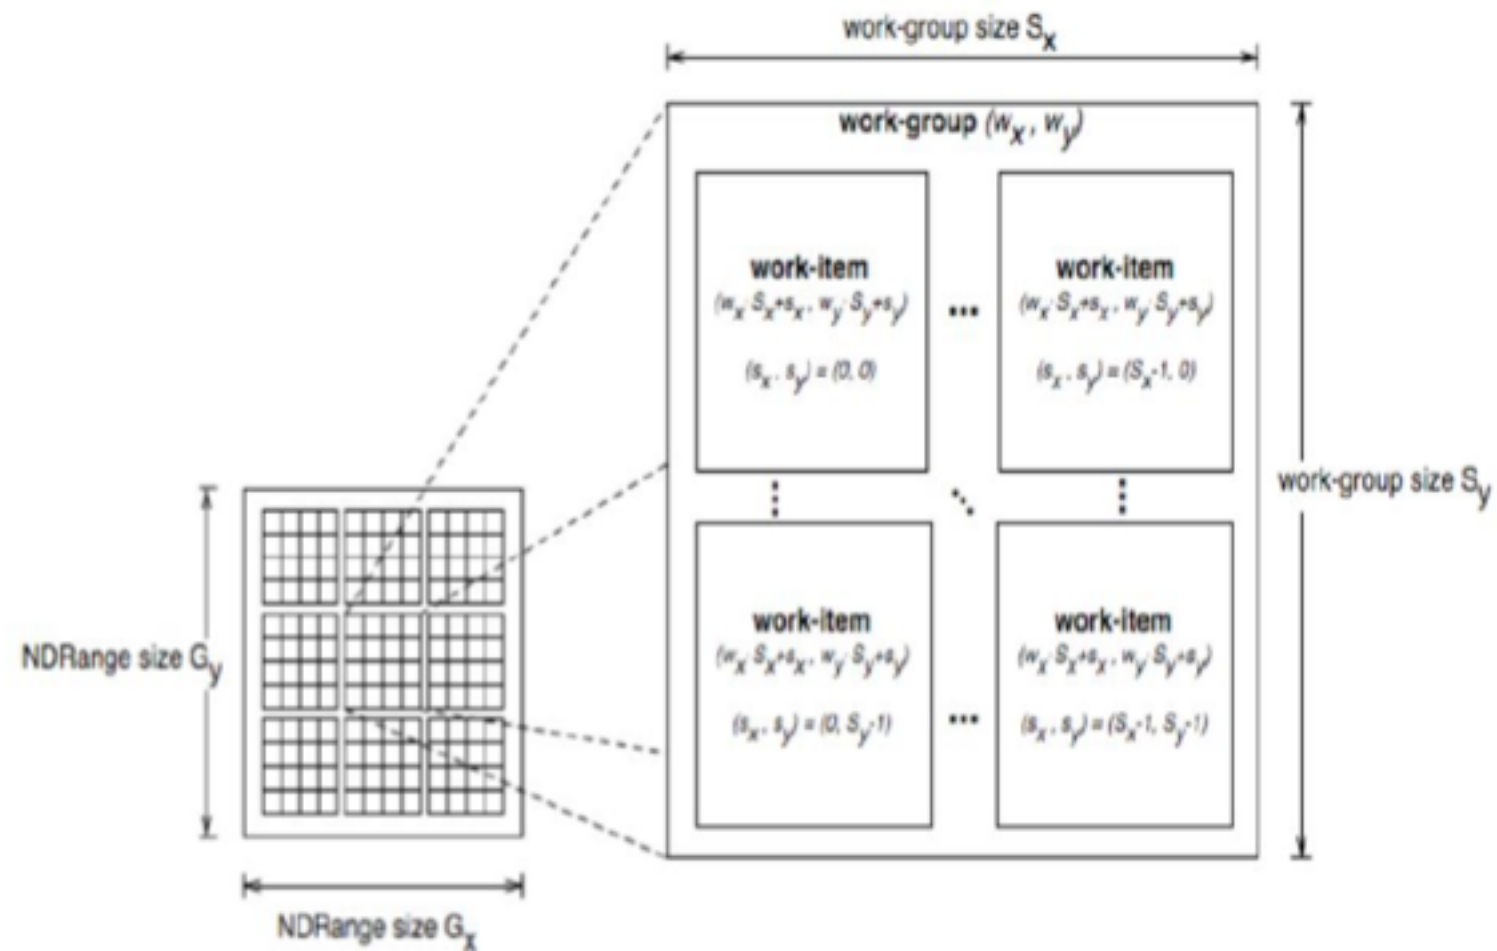 work-group size Sx
work-group (wx , wy)
work-item
(wx·Sx+sx , wy·Sy+sy)
(sx , sy) = (0, 0)
...
work-item
(wx·Sx+sx , wy·Sy+sy)
(sx , sy) = (Sx-1, 0)
work-group size Sy
work-item
(wx·Sx+sx , wy·Sy+sy)
(sx , sy) = (0, Sy-1)
...
work-item
(wx·Sx+sx , wy·Sy+sy)
(sx , sy) = (Sx-1, Sy-1)
NDRange size Gy
NDRange size Gx